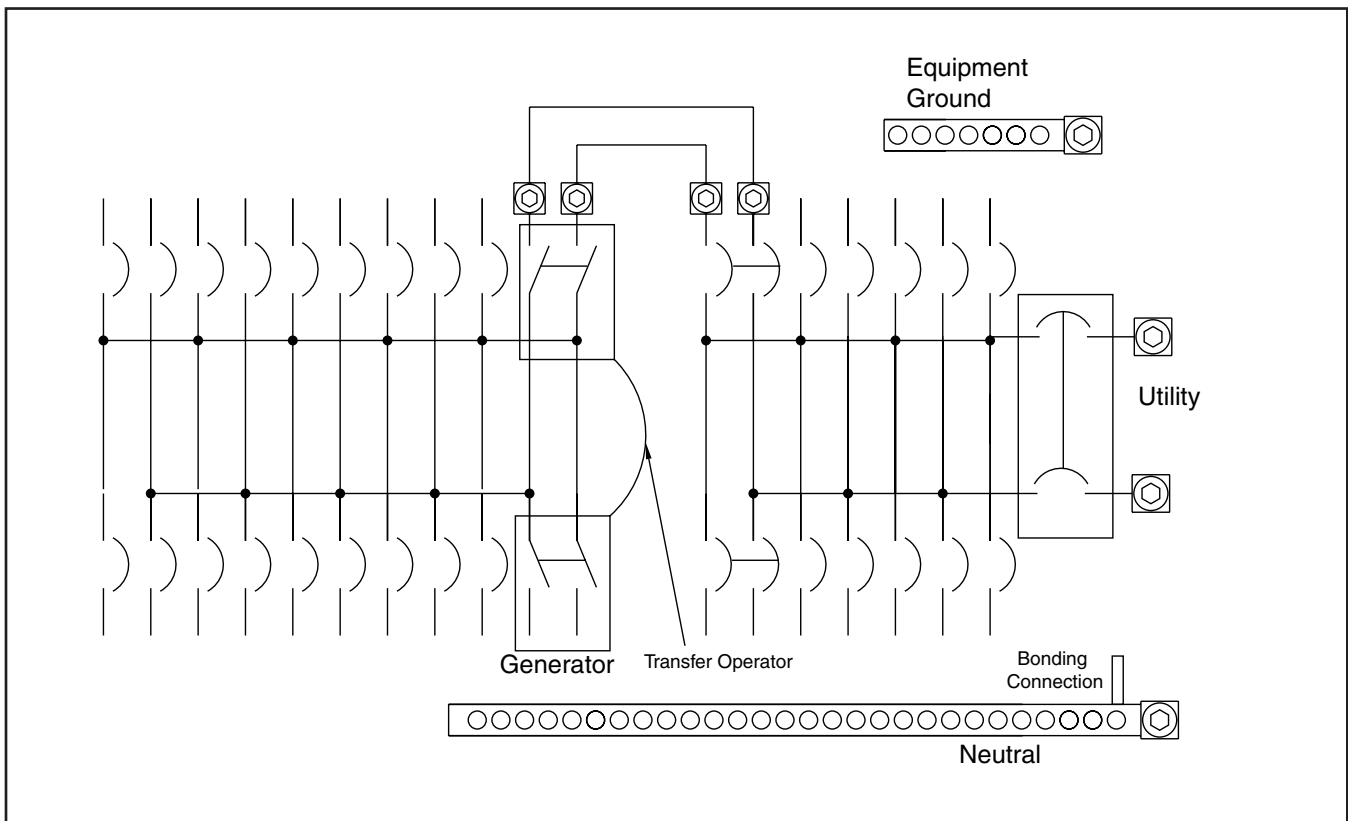 Equipment
Ground
Utility
Generator
Transfer Operator
Bonding
Connection
Neutral